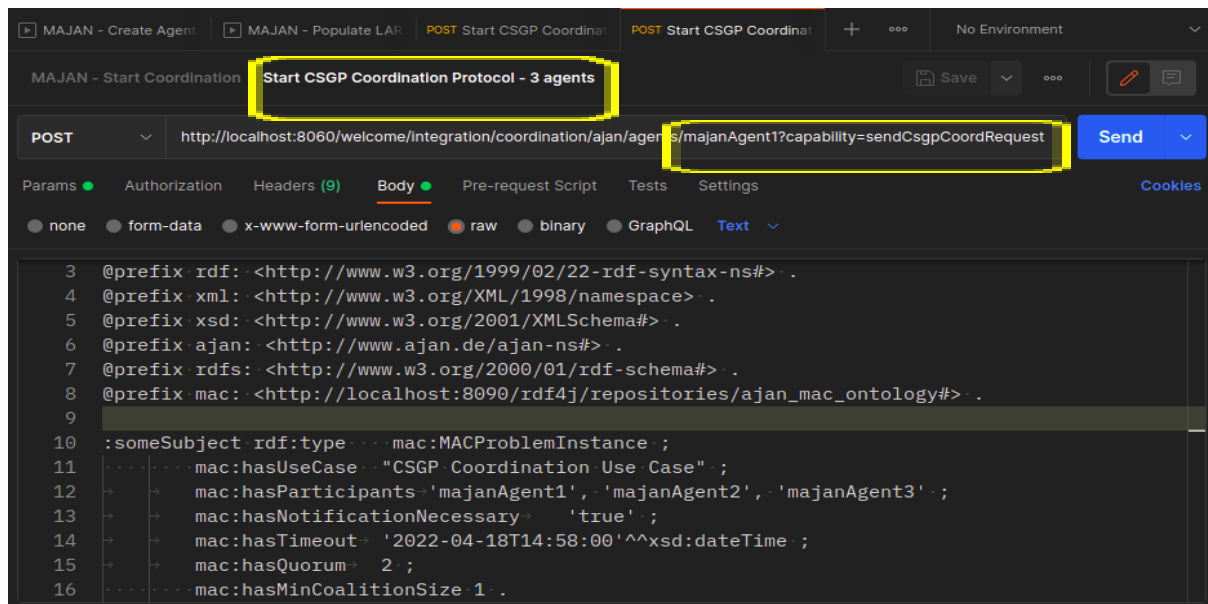 MAJAN - Create Agent
MAJAN - Populate LAR
POST Start CSGP Coordina
POST Start CSGP Coordinat
No Environment
MAJAN - Start Coordination
Start CSGP Coordination Protocol - 3 agents
Save
POST
http://localhost:8060/welcome/integration/coordination/ajan/agents/majanAgent1?capability=sendCsgpCoordRequest
Send
Params Authorization Headers (9) Body Pre-request Script Tests Settings Cookies
none form-data x-www-form-urlencoded raw binary GraphQL Text
3 @prefix rdf: <http://www.w3.org/1999/02/22-rdf-syntax-ns#> .
4 @prefix xml: <http://www.w3.org/XML/1998/namespace> .
5 @prefix xsd: <http://www.w3.org/2001/XMLSchema#> .
6 @prefix ajan: <http://www.ajan.de/ajan-ns#> .
7 @prefix rdfs: <http://www.w3.org/2000/01/rdf-schema#> .
8 @prefix mac: <http://localhost:8090/rdf4j/repositories/ajan_mac_ontology#> .
9
10 :someSubject rdf:type mac:MACProblemInstance ;
11 mac:hasUseCase "CSGP Coordination Use Case" ;
12 mac:hasParticipants 'majanAgent1', 'majanAgent2', 'majanAgent3' ;
13 mac:hasNotificationNecessary 'true' ;
14 mac:hasTimeout '2022-04-18T14:58:00'^^xsd:dateTime ;
15 mac:hasQuorum 2 ;
16 mac:hasMinCoalitionSize 1 .